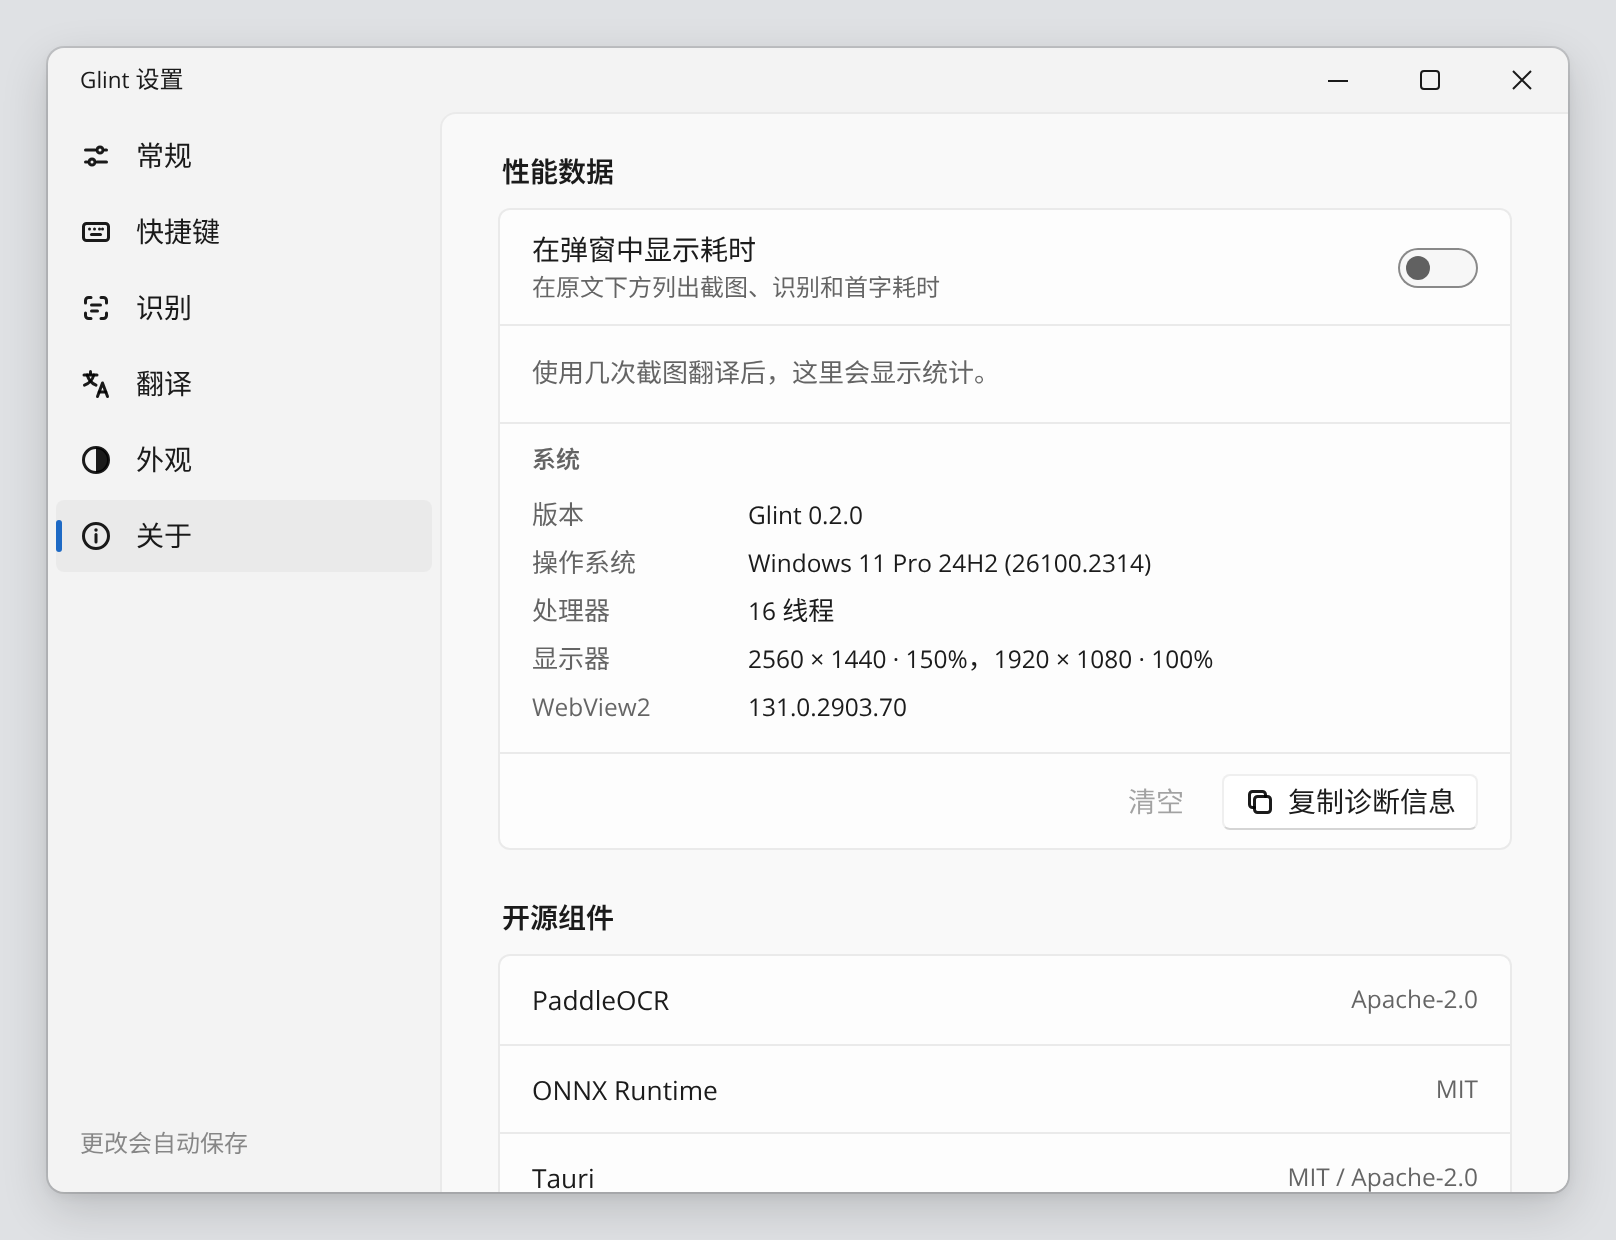 Glint 设置
常规
快捷键
识别
翻译
外观
关于
更改会自动保存
性能数据
在弹窗中显示耗时
在原文下方列出截图、识别和首字耗时
使用几次截图翻译后，这里会显示统计。
系统
版本 Glint 0.2.0
操作系统 Windows 11 Pro 24H2 (26100.2314)
处理器 16 线程
显示器 2560 × 1440 · 150%，1920 × 1080 · 100%
WebView2 131.0.2903.70
清空 复制诊断信息
开源组件
PaddleOCR Apache-2.0
ONNX Runtime MIT
Tauri MIT / Apache-2.0